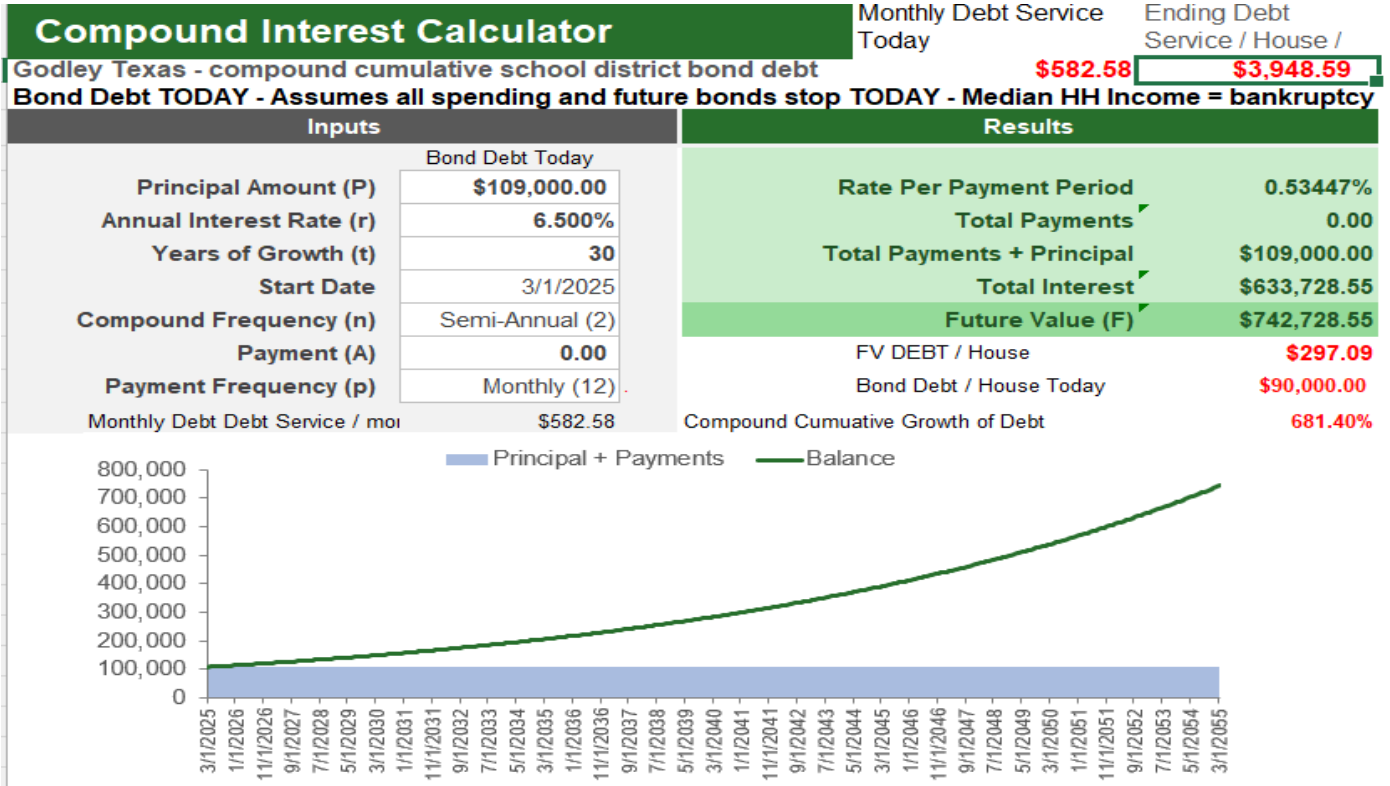 Compound Interest Calculator
Monthly Debt Service Today
Ending Debt Service / House /
Godley Texas - compound cumulative school district bond debt $582.58 $3,948.59
Bond Debt TODAY - Assumes all spending and future bonds stop TODAY - Median HH Income = bankruptcy
Inputs
Bond Debt Today
Principal Amount (P) $109,000.00
Annual Interest Rate (r) 6.500%
Years of Growth (t) 30
Start Date 3/1/2025
Compound Frequency (n) Semi-Annual (2)
Payment (A) 0.00
Payment Frequency (p) Monthly (12) .
Monthly Debt Debt Service / moi $582.58
Results
Rate Per Payment Period 0.53447%
Total Payments 0.00
Total Payments + Principal $109,000.00
Total Interest $633,728.55
Future Value (F) $742,728.55
FV DEBT / House $297.09
Bond Debt / House Today $90,000.00
Compound Cumuative Growth of Debt 681.40%
Principal + Payments Balance
800,000
700,000
600,000
500,000
400,000
300,000
200,000
100,000
0
3/1/2025
1/1/2026
11/1/2026
9/1/2027
7/1/2028
5/1/2029
3/1/2030
1/1/2031
11/1/2031
9/1/2032
7/1/2033
5/1/2034
3/1/2035
1/1/2036
11/1/2036
9/1/2037
7/1/2038
5/1/2039
3/1/2040
1/1/2041
11/1/2041
9/1/2042
7/1/2043
5/1/2044
3/1/2045
1/1/2046
11/1/2046
9/1/2047
7/1/2048
5/1/2049
3/1/2050
1/1/2051
11/1/2051
9/1/2052
7/1/2053
5/1/2054
3/1/2055